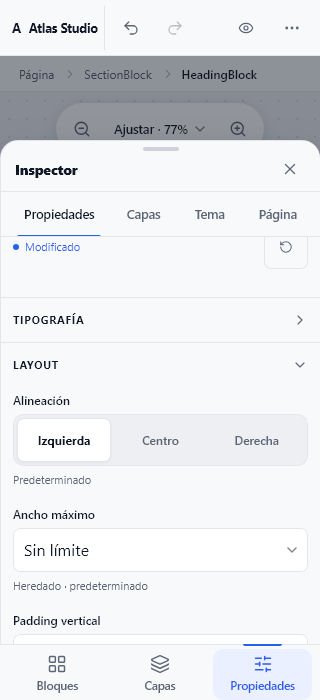 A Atlas Studio
Página SectionBlock HeadingBlock
Ajustar · 77%
Inspector
Propiedades Capas Tema Página
Modificado
TIPOGRAFÍA
LAYOUT
Alineación
Izquierda Centro Derecha
Predeterminado
Ancho máximo
Sin límite
Heredado · predeterminado
Padding vertical
Bloques Capas Propiedades